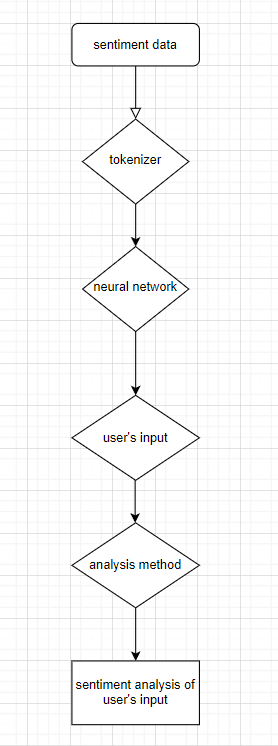 sentiment data
tokenizer
neural network
user's input
analysis method
sentiment analysis of
user's input